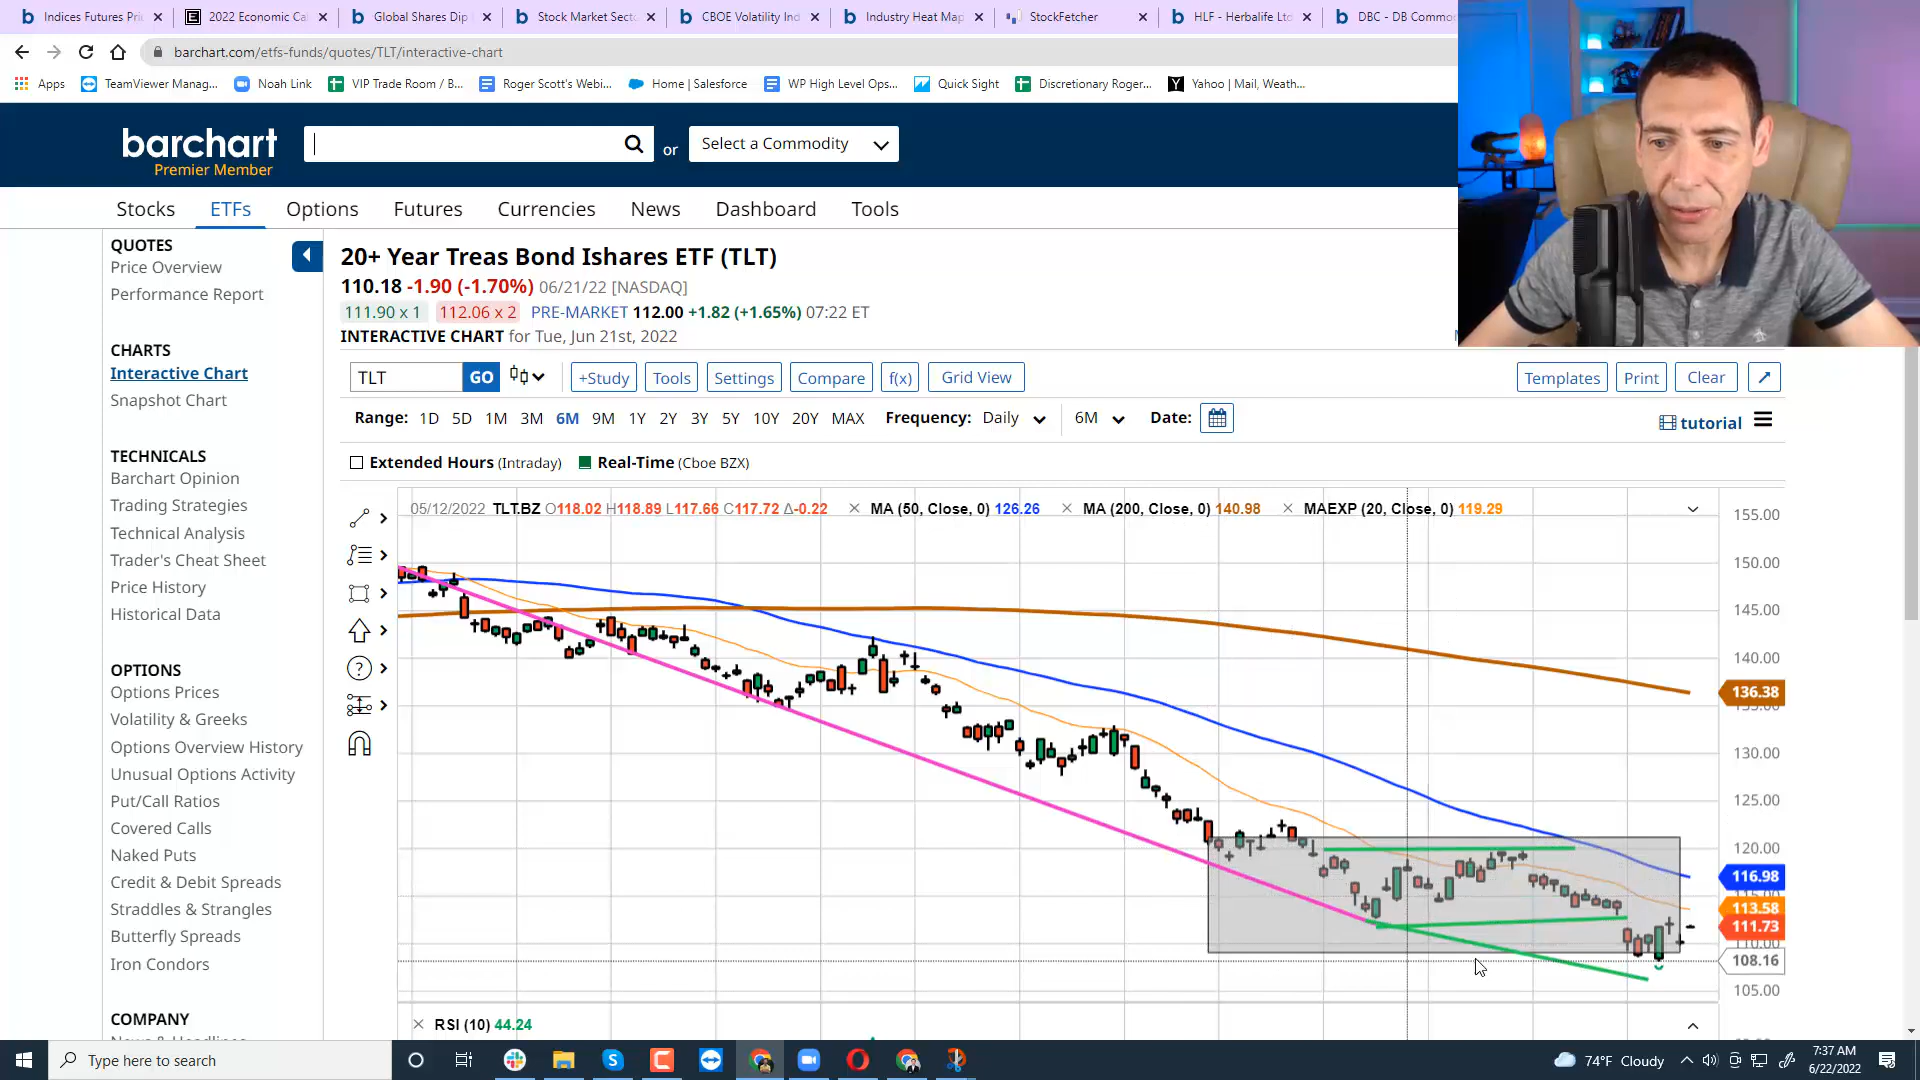 Indices Futures Pri
2022 Economic Ca
Global Shares Dip
Stock Market Sect
CBOE Volatility Ind
Industry Heat Map
StockFetcher
HLF - Herbalife Lt
DBC - DB Commo
barchart.com/etfs-funds/quotes/TLT/interactive-chart
Apps
TeamViewer Manag...
Noah Link
VIP Trade Room / B...
Roger Scott's Webi...
Home | Salesforce
WP High Level Ops...
Quick Sight
Discretionary Roger...
Yahoo | Mail, Weath...
barchart
Premier Member
or
Select a Commodity
Stocks
ETFs
Options
Futures
Currencies
News
Dashboard
Tools
QUOTES
Price Overview
Performance Report
CHARTS
Interactive Chart
Snapshot Chart
TECHNICALS
Barchart Opinion
Trading Strategies
Technical Analysis
Trader's Cheat Sheet
Price History
Historical Data
OPTIONS
Options Prices
Volatility & Greeks
Options Overview History
Unusual Options Activity
Put/Call Ratios
Covered Calls
Naked Puts
Credit & Debit Spreads
Straddles & Strangles
Butterfly Spreads
Iron Condors
COMPANY
20+ Year Treas Bond Ishares ETF (TLT)
110.18 -1.90 (-1.70%) 06/21/22 [NASDAQ]
111.90 x 1 112.06 x 2 PRE-MARKET 112.00 +1.82 (+1.65%) 07:22 ET
INTERACTIVE CHART for Tue, Jun 21st, 2022
TLT GO +Study Tools Settings Compare f(x) Grid View Templates Print Clear
Range: 1D 5D 1M 3M 6M 9M 1Y 2Y 3Y 5Y 10Y 20Y MAX Frequency: Daily 6M Date:
tutorial
Extended Hours (Intraday) Real-Time (Cboe BZX)
05/12/2022 TLT.BZ O118.02 H118.89 L117.66 C117.72 Δ-0.22 MA (50, Close, 0) 126.26 MA (200, Close, 0) 140.98 MAEXP (20, Close, 0) 119.29
155.00
150.00
145.00
140.00
136.38
130.00
125.00
120.00
116.98
113.58
111.73
110.00
108.16
105.00
RSI (10) 44.24
Type here to search
74°F Cloudy
7:37 AM
6/22/2022